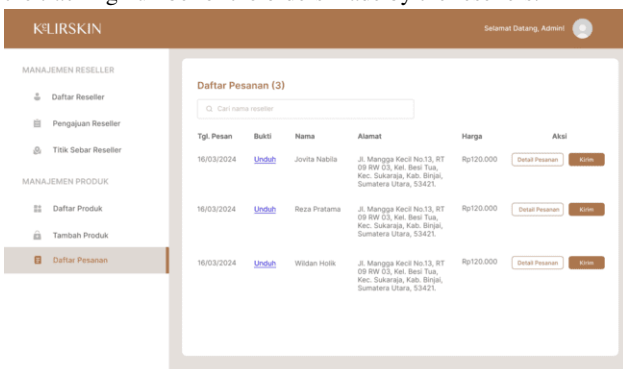 KELIRSKIN
Selamat Datang, Admin!
MANAJEMEN RESELLER
Daftar Reseller
Pengajuan Reseller
Titik Sebar Reseller
MANAJEMEN PRODUK
Daftar Produk
Tambah Produk
Daftar Pesanan
Daftar Pesanan (3)
Cari nama reseller
Tgl. Pesan Bukti Nama Alamat Harga Aksi
16/03/2024 Unduh Jovita Nabila Jl. Mangga Kecil No.13, RT Rp120.000 Detail Pesanan Kirim
09 RW 03, Kel. Besi Tua,
Kec. Sukaraja, Kab. Binjai,
Sumatera Utara, 53421.
16/03/2024 Unduh Reza Pratama Jl. Mangga Kecil No.13, RT Rp120.000 Detail Pesanan Kirim
09 RW 03, Kel. Besi Tua,
Kec. Sukaraja, Kab. Binjai,
Sumatera Utara, 53421.
16/03/2024 Unduh Wildan Holik Jl. Mangga Kecil No.13, RT Rp120.000 Detail Pesanan Kirim
09 RW 03, Kel. Besi Tua,
Kec. Sukaraja, Kab. Binjai,
Sumatera Utara, 53421.